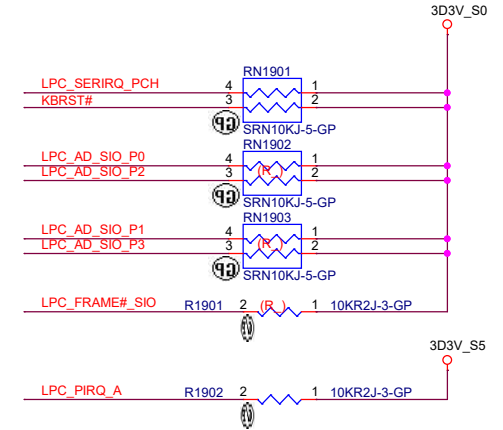 3D3V_S0
RN1901
LPC_SERIRQ_PCH 4 1
KBRST# 3 2
SRN10KJ-5-GP
RN1902
LPC_AD_SIO_P0 4 1
LPC_AD_SIO_P2 3 (R_) 2
SRN10KJ-5-GP
RN1903
LPC_AD_SIO_P1 4 1
LPC_AD_SIO_P3 3 (R_) 2
SRN10KJ-5-GP
LPC_FRAME#_SIO R1901 2 (R_) 1 10KR2J-3-GP
3D3V_S5
LPC_PIRQ_A R1902 2 1 10KR2J-3-GP